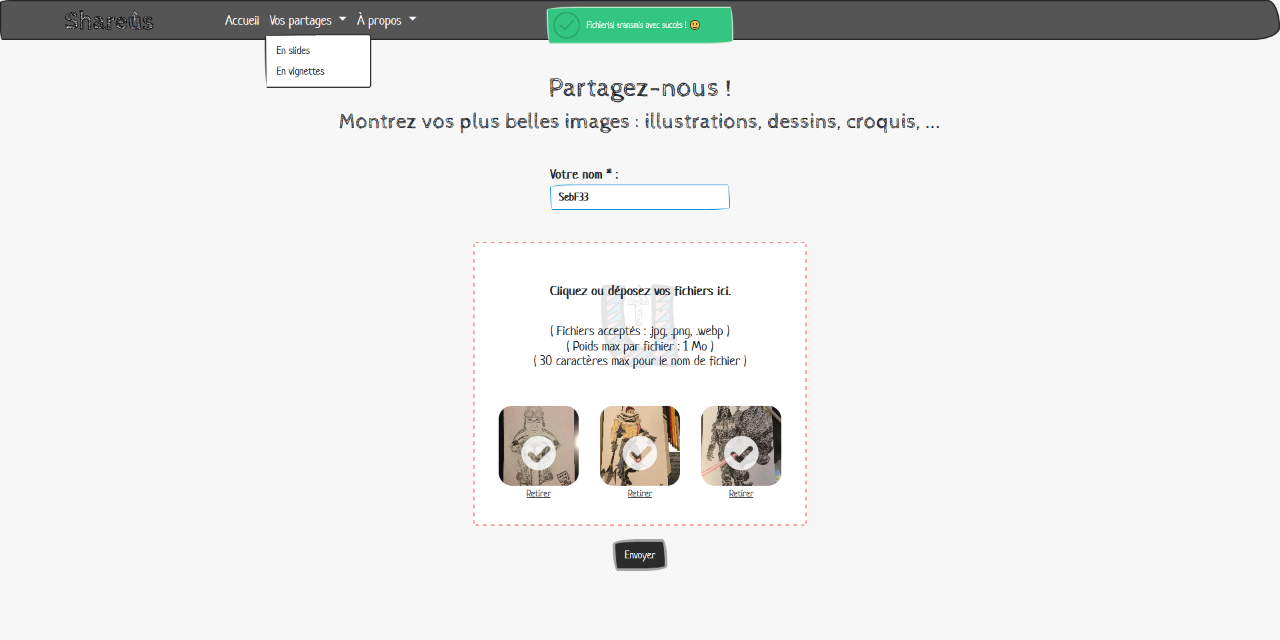 Shareùs
Accueil Vos partages À propos
Fichier(s) transmis avec succès ! 🙂
En slides
En vignettes
Partagez-nous !
Montrez vos plus belles images : illustrations, dessins, croquis, ...
Votre nom * :
SebF33
Cliquez ou déposez vos fichiers ici.
( Fichiers acceptés : .jpg, .png, .webp )
( Poids max par fichier : 1 Mo )
( 30 caractères max pour le nom de fichier )
Retirer Retirer Retirer
Envoyer